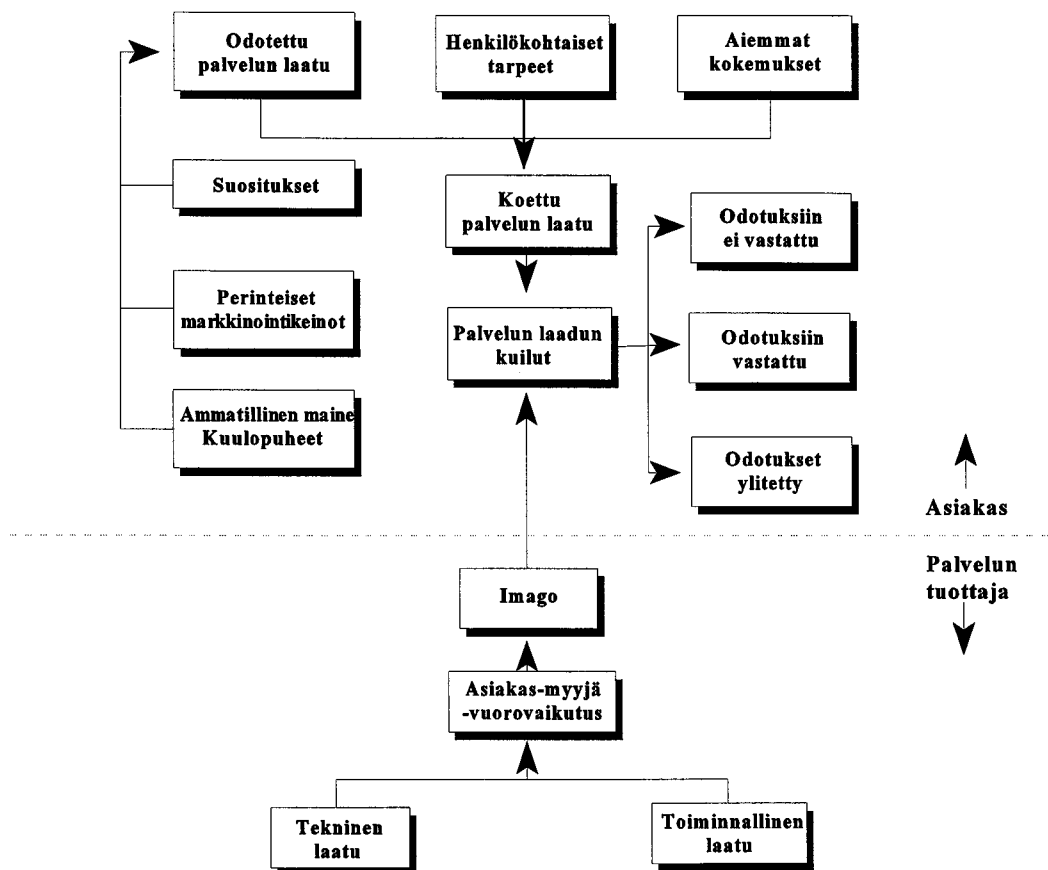 Odotettu
palvelun laatu
Henkilökohtaiset
tarpeet
Aiemmat
kokemukset
Suositukset
Koettu
palvelun laatu
Odotuksiin
ei vastattu
Perinteiset
markkinointikeinot
Palvelun laadun
kuilut
Odotuksiin
vastattu
Ammatillinen maine
Kuulopuheet
Odotukset
ylitetty
Asiakas
Palvelun
tuottaja
Imago
Asiakas-myyjä
-vuorovaikutus
Tekninen
laatu
Toiminnallinen
laatu